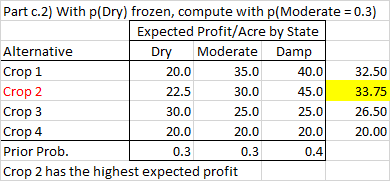 Part c.2) With p(Dry) frozen, compute with p(Moderate = 0.3)
Expected Profit/Acre by State
Alternative Dry Moderate Damp
Crop 1 20.0 35.0 40.0 32.50
Crop 2 22.5 30.0 45.0 33.75
Crop 3 30.0 25.0 25.0 26.50
Crop 4 20.0 20.0 20.0 20.00
Prior Prob. 0.3 0.3 0.4
Crop 2 has the highest expected profit